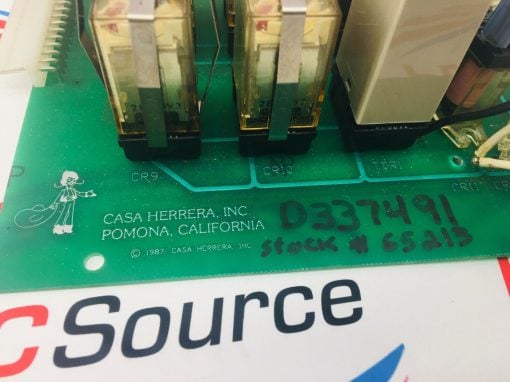 CR9
CR10
TDR1
CR11
CASA HERRERA, INC
POMONA, CALIFORNIA
© 1987: CASA HERRERA, INC
D337491
Stock # 65213
CSource